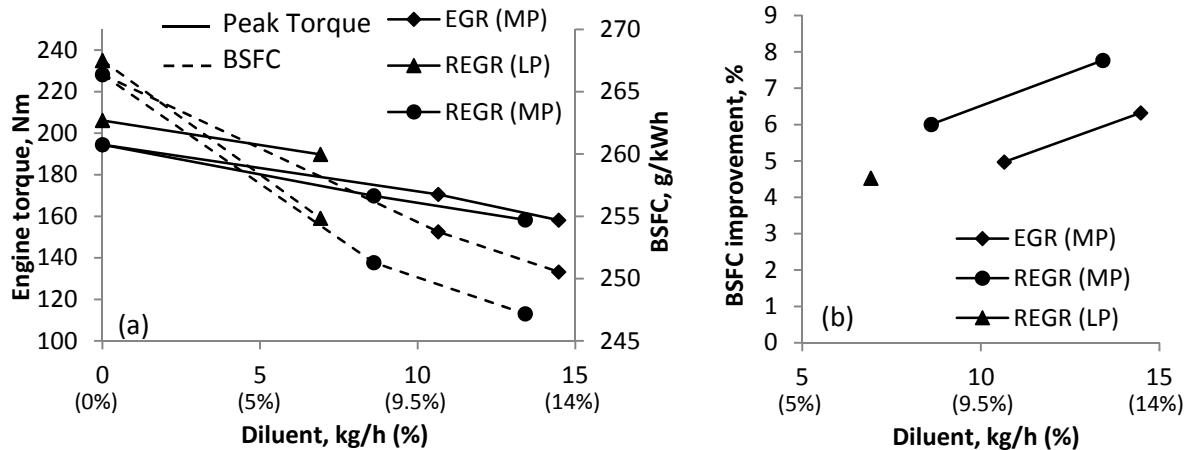 Peak Torque
BSFC
EGR (MP)
REGR (LP)
REGR (MP)
Engine torque, Nm
240
220
200
180
160
140
120
100
270
265
260
255
250
245
BSFC, g/kWh
(a)
0 5 10 15
(0%) (5%) (9.5%) (14%)
Diluent, kg/h (%)
BSFC improvement, %
9
8
7
6
5
4
3
2
1
0
EGR (MP)
REGR (MP)
REGR (LP)
(b)
5 10 15
(5%) (9.5%) (14%)
Diluent, kg/h (%)